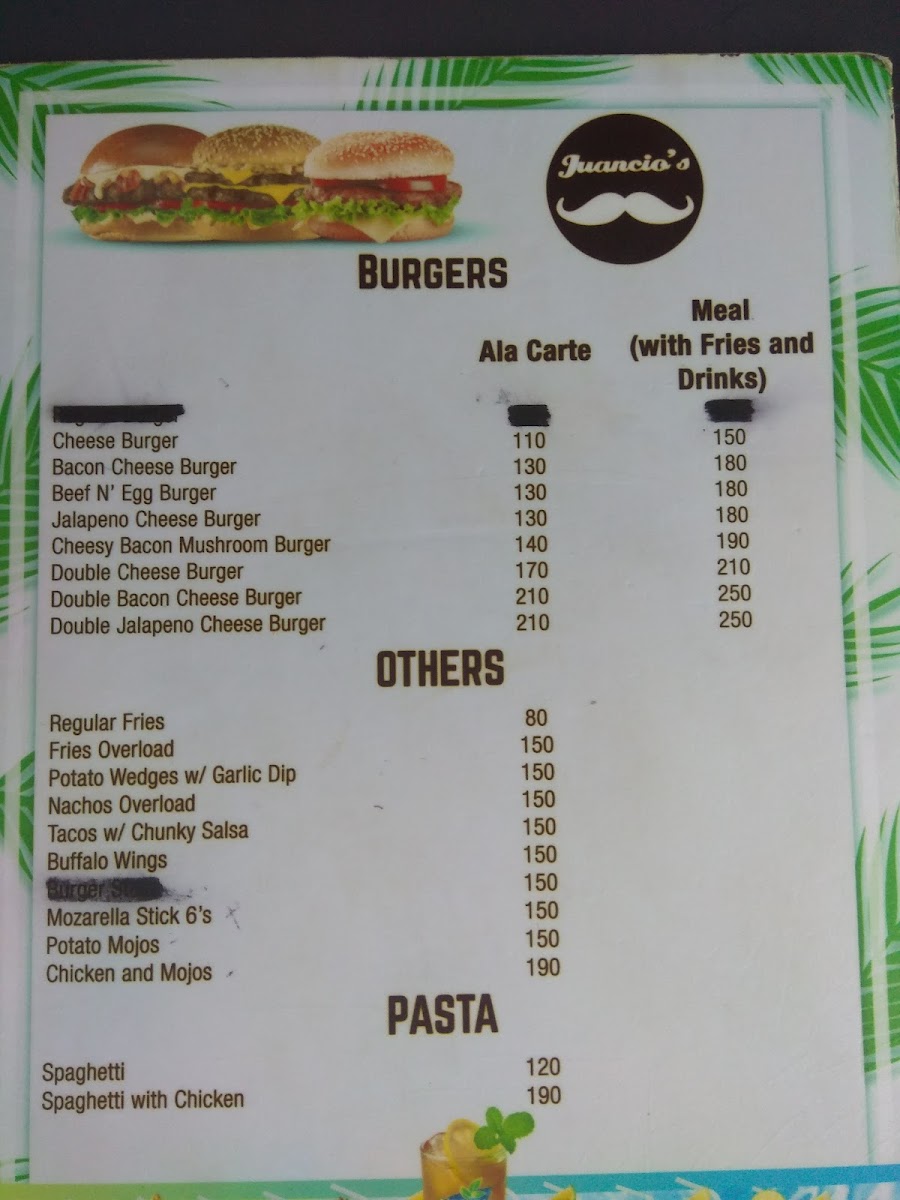 Juancio's
BURGERS
Ala Carte
Meal
(with Fries and
Drinks)
Cheese Burger 110 150
Bacon Cheese Burger 130 180
Beef N' Egg Burger 130 180
Jalapeno Cheese Burger 130 180
Cheesy Bacon Mushroom Burger 140 190
Double Cheese Burger 170 210
Double Bacon Cheese Burger 210 250
Double Jalapeno Cheese Burger 210 250
OTHERS
Regular Fries 80
Fries Overload 150
Potato Wedges w/ Garlic Dip 150
Nachos Overload 150
Tacos w/ Chunky Salsa 150
Buffalo Wings 150
Burger 150
Mozarella Stick 6's 150
Potato Mojos 150
Chicken and Mojos 190
PASTA
Spaghetti 120
Spaghetti with Chicken 190